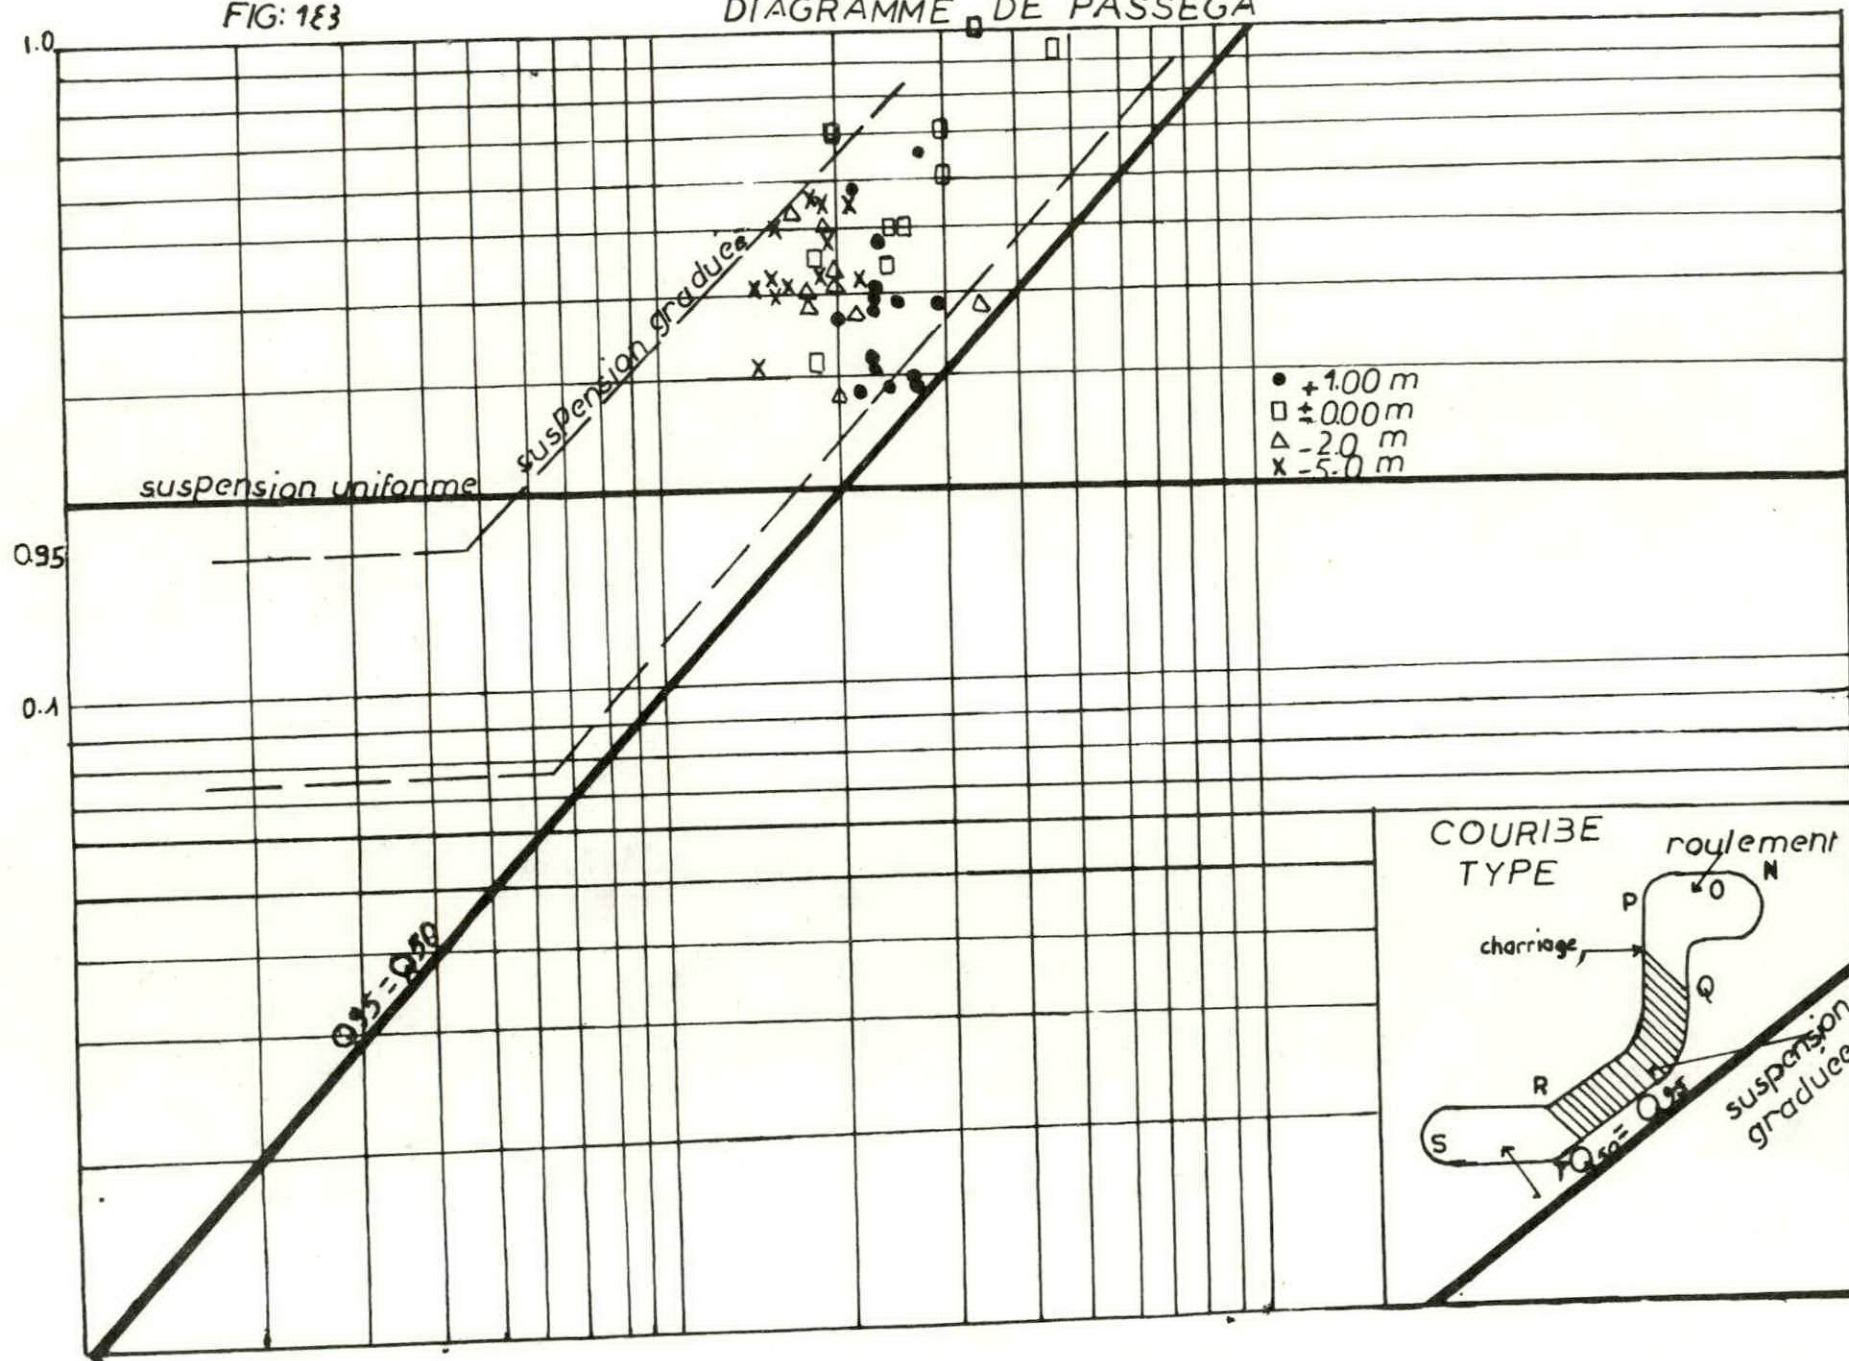 FIG: 183
DIAGRAMME DE PASSEGA
1.0
suspension graduée
● +1.00 m
□ ±0.00 m
△ -2.0 m
x -5.0 m
suspension uniforme
0.95
0.1
Q95 = Q50
COURBE
TYPE
roulement
N
O
P
charriage
Q
R
S
Q50 = Q95
suspension
graduée